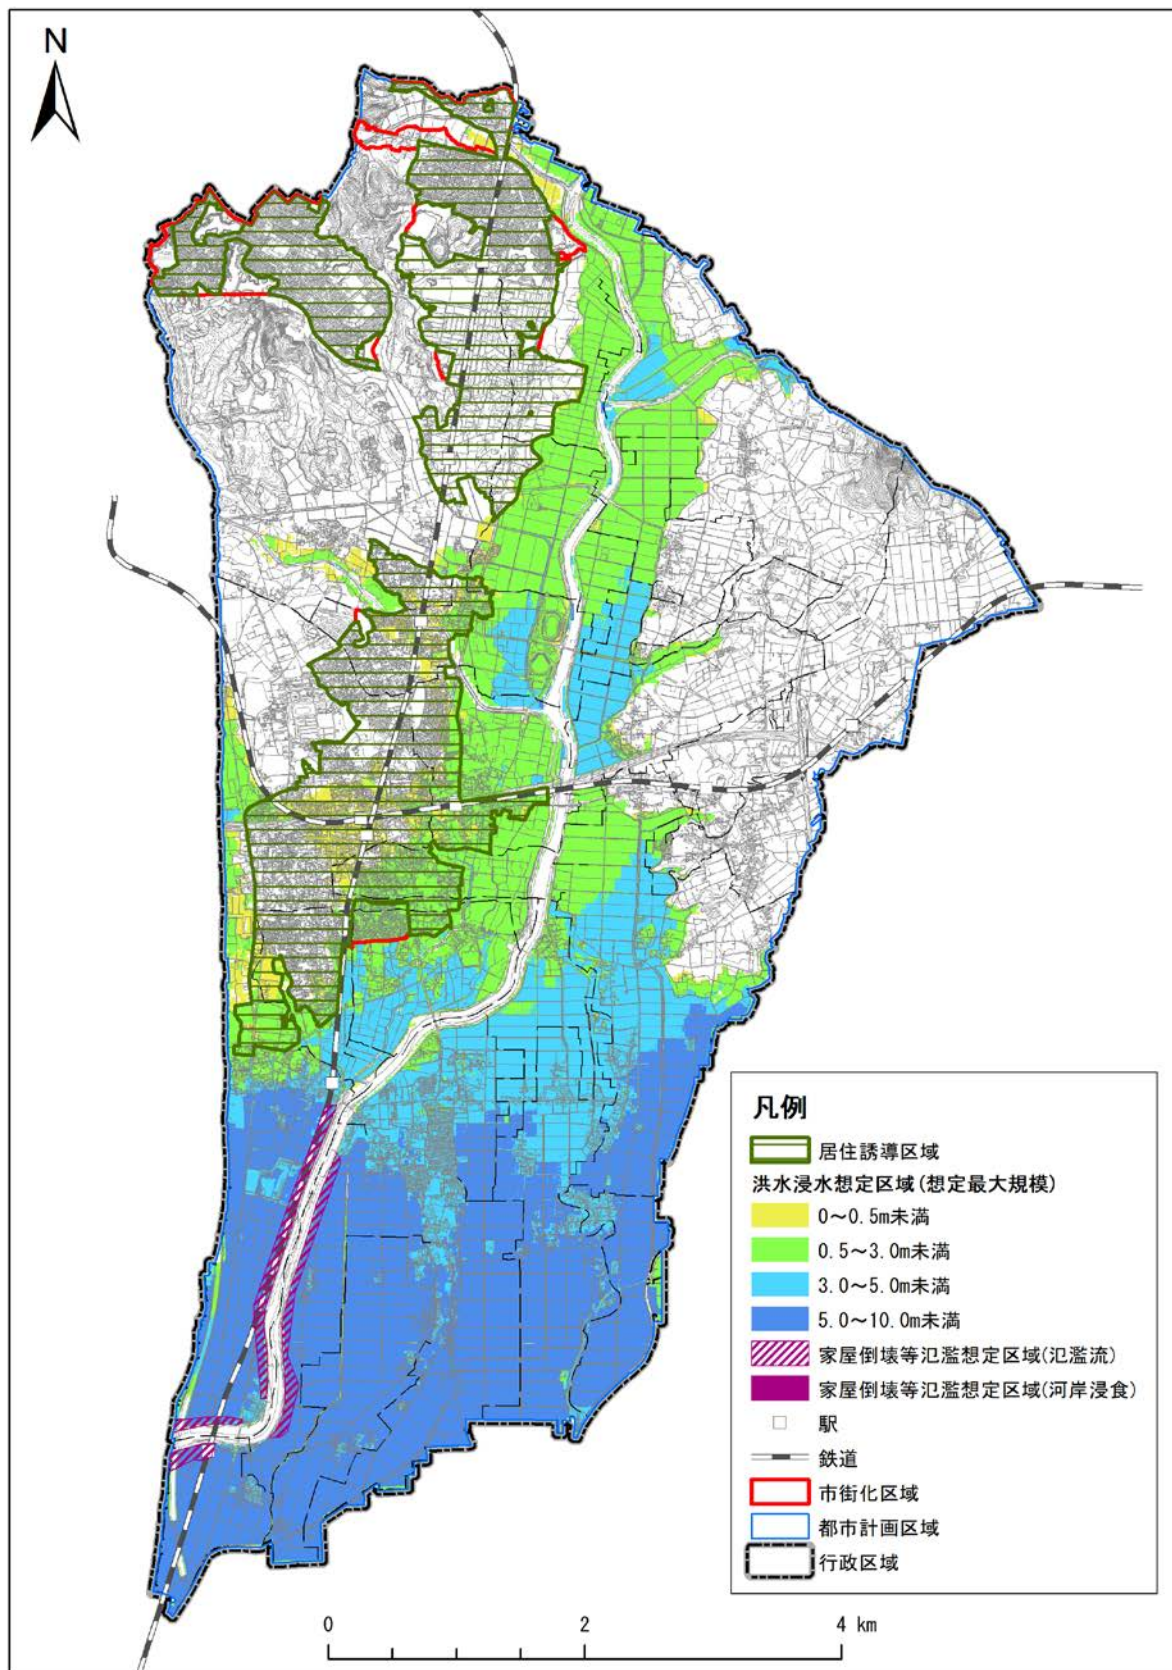 N
凡例
居住誘導区域
洪水浸水想定区域(想定最大規模)
0～0.5m未満
0.5～3.0m未満
3.0～5.0m未満
5.0～10.0m未満
家屋倒壊等氾濫想定区域(氾濫流)
家屋倒壊等氾濫想定区域(河岸浸食)
駅
鉄道
市街化区域
都市計画区域
行政区域
0 2 4 km